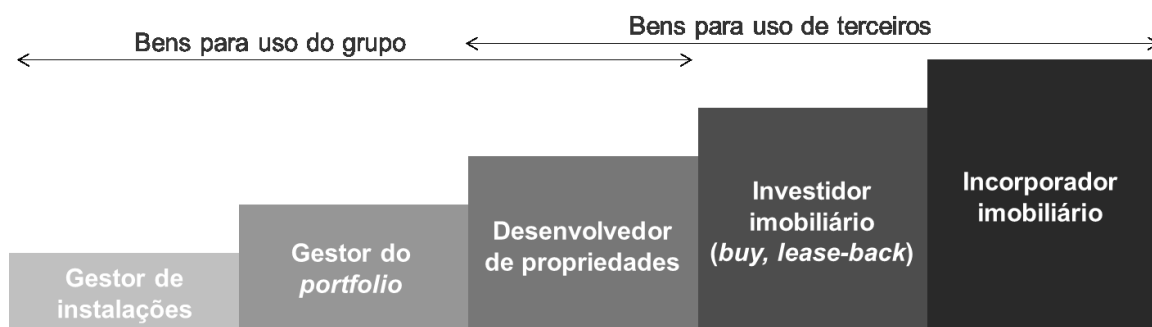 Bens para uso do grupo
Bens para uso de terceiros
Gestor de
instalações
Gestor do
portfolio
Desenvolvedor
de propriedades
Investidor
imobiliário
(buy, lease-back)
Incorporador
imobiliário